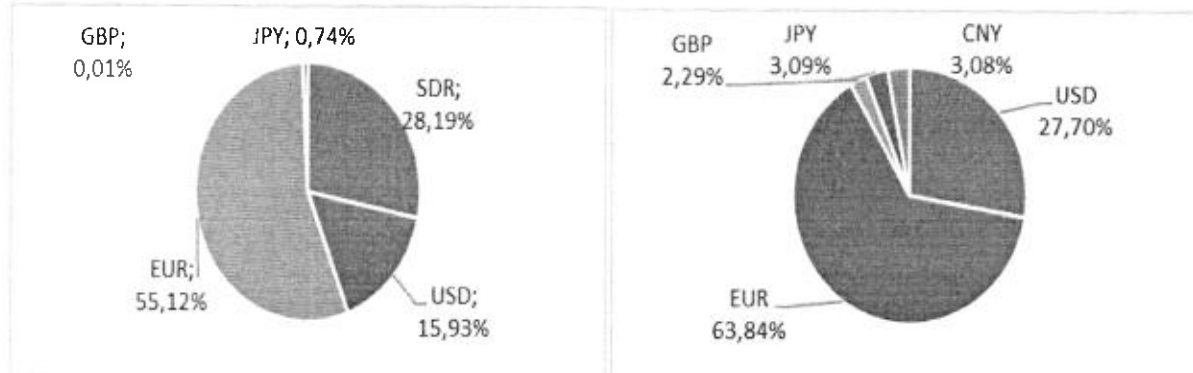 GBP;
0,01%
JPY; 0,74%
SDR;
28,19%
EUR;
55,12%
USD;
15,93%
GBP
2,29%
JPY
3,09%
CNY
3,08%
USD
27,70%
EUR
63,84%